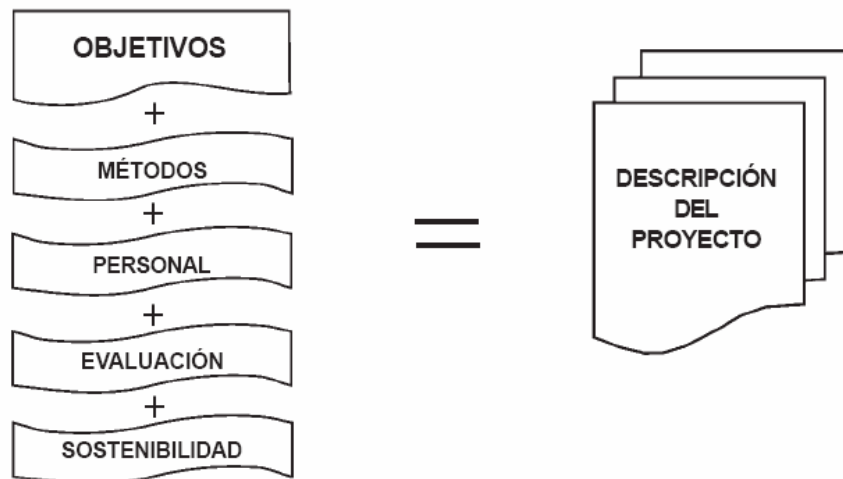 OBJETIVOS
+
MÉTODOS
+
PERSONAL
+
EVALUACIÓN
+
SOSTENIBILIDAD
=
DESCRIPCIÓN
DEL
PROYECTO